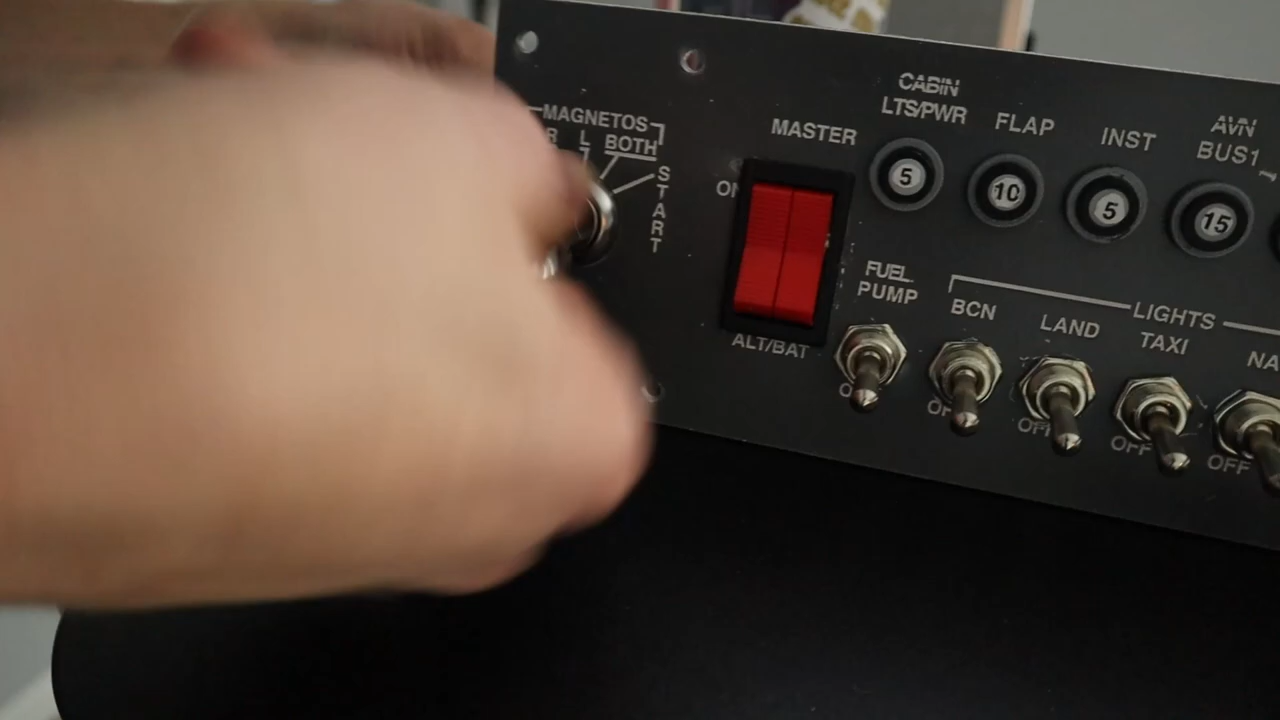 MAGNETOS
R L BOTH
START
MASTER
ON
ALT/BAT
CABIN
LTS/PWR
5
FLAP
10
INST
5
AVN
BUS1
15
FUEL
PUMP
LIGHTS
BCN
LAND
TAXI
OFF
OFF
OFF